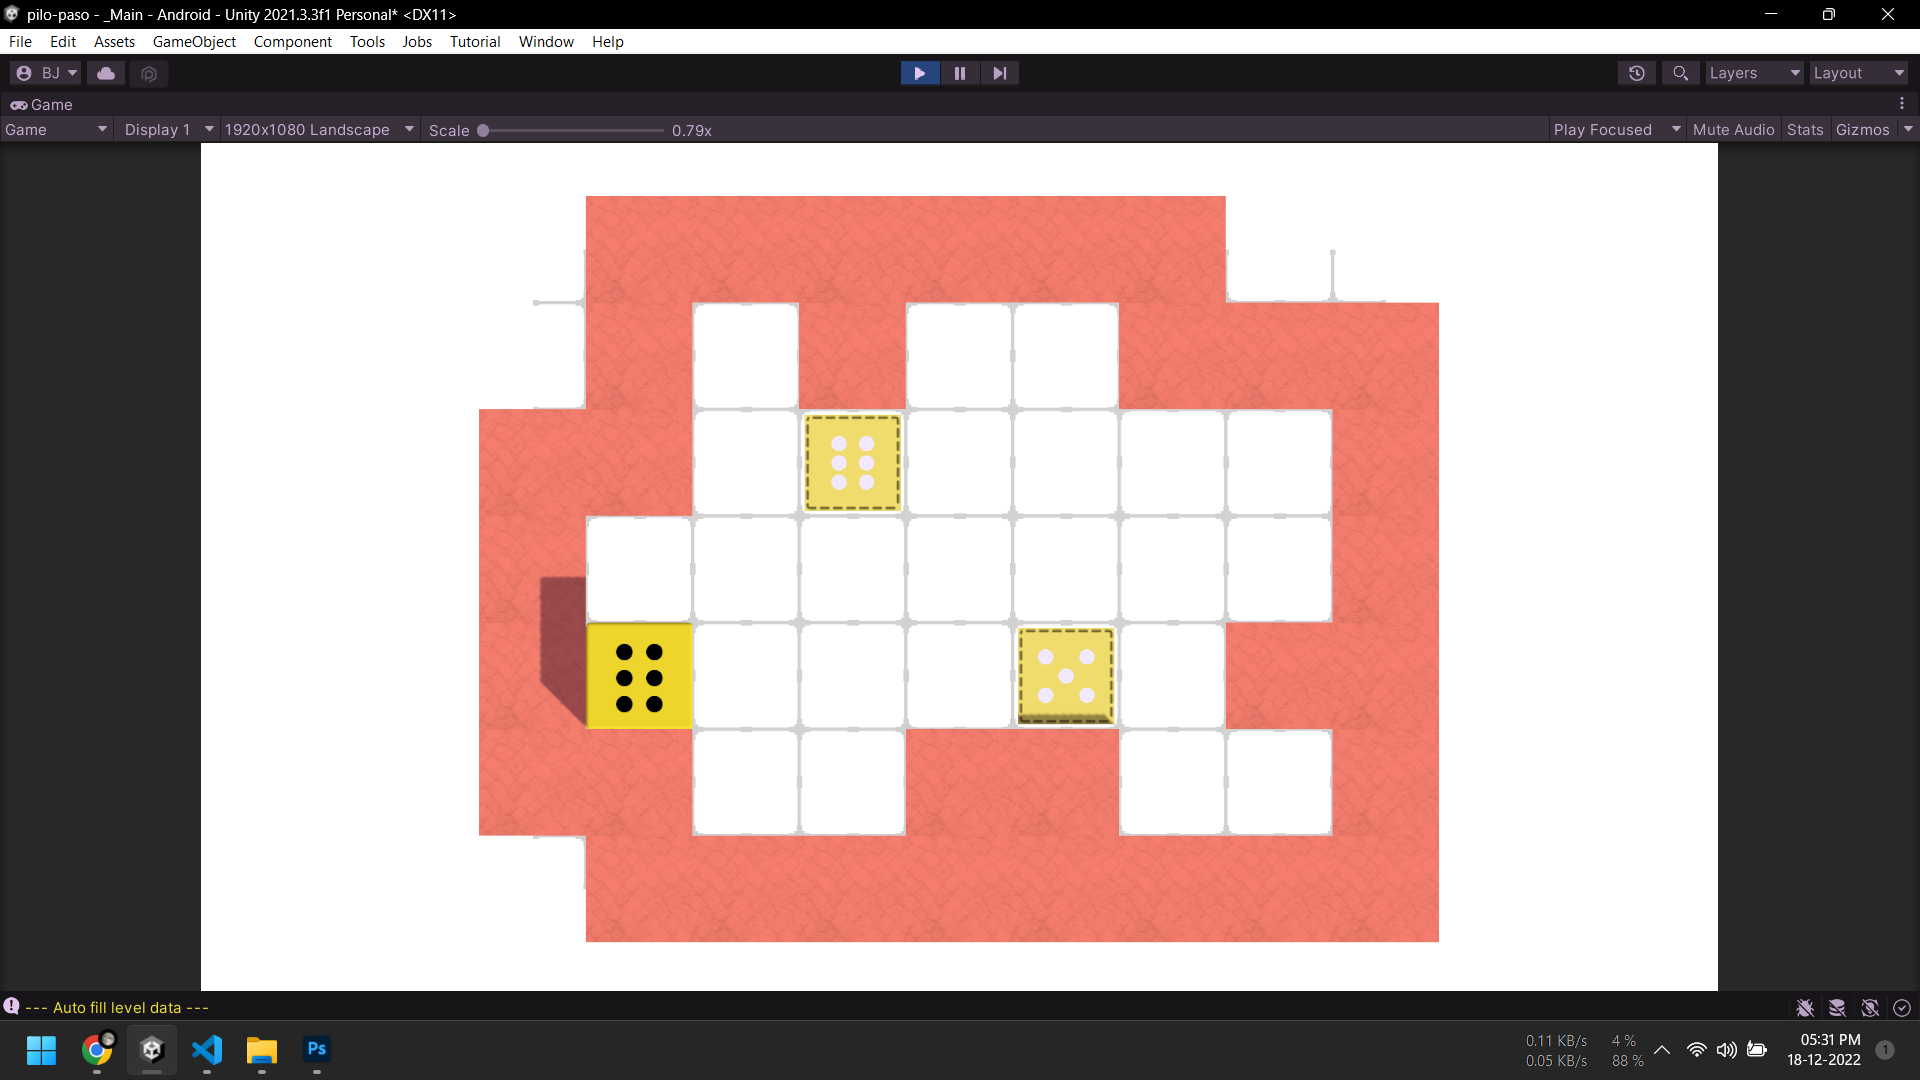 pilo-paso - _Main - Android - Unity 2021.3.3f1 Personal* <DX11>
File Edit Assets GameObject Component Tools Jobs Tutorial Window Help
BJ Layers Layout
Game
Game Display 1 1920x1080 Landscape Scale 0.79x Play Focused Mute Audio Stats Gizmos
--- Auto fill level data ---
Ps
0.11 KB/s 4 % 05:31 PM
0.05 KB/s 88 % 18-12-2022
1